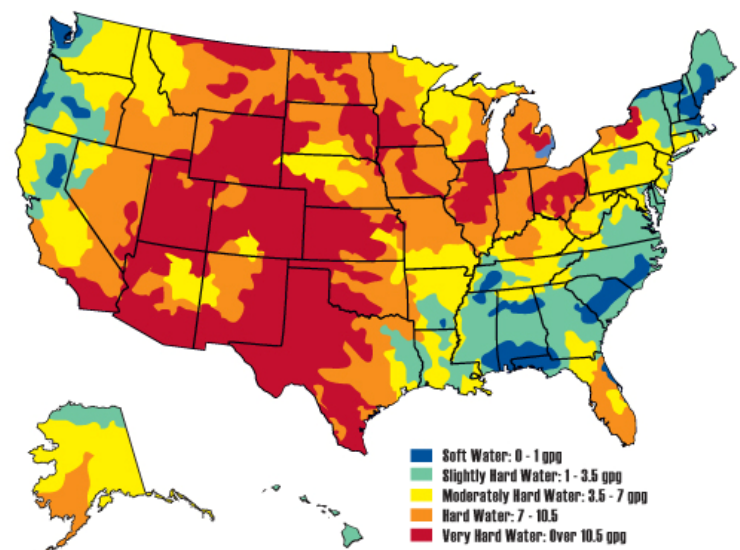 Soft Water: 0 - 1 gpg
Slightly Hard Water: 1 - 3.5 gpg
Moderately Hard Water: 3.5 - 7 gpg
Hard Water: 7 - 10.5
Very Hard Water: Over 10.5 gpg